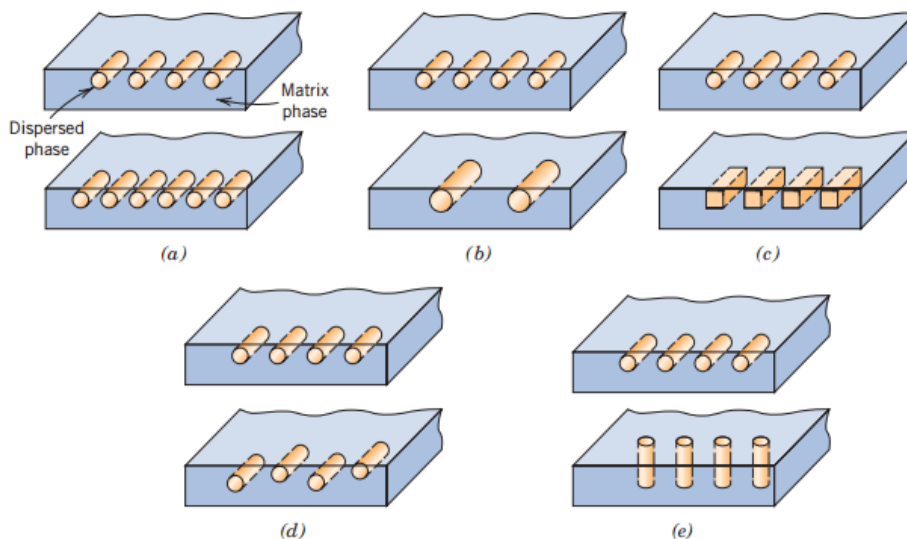 Matrix
phase
Dispersed
phase
(a)
(b)
(c)
(d)
(e)